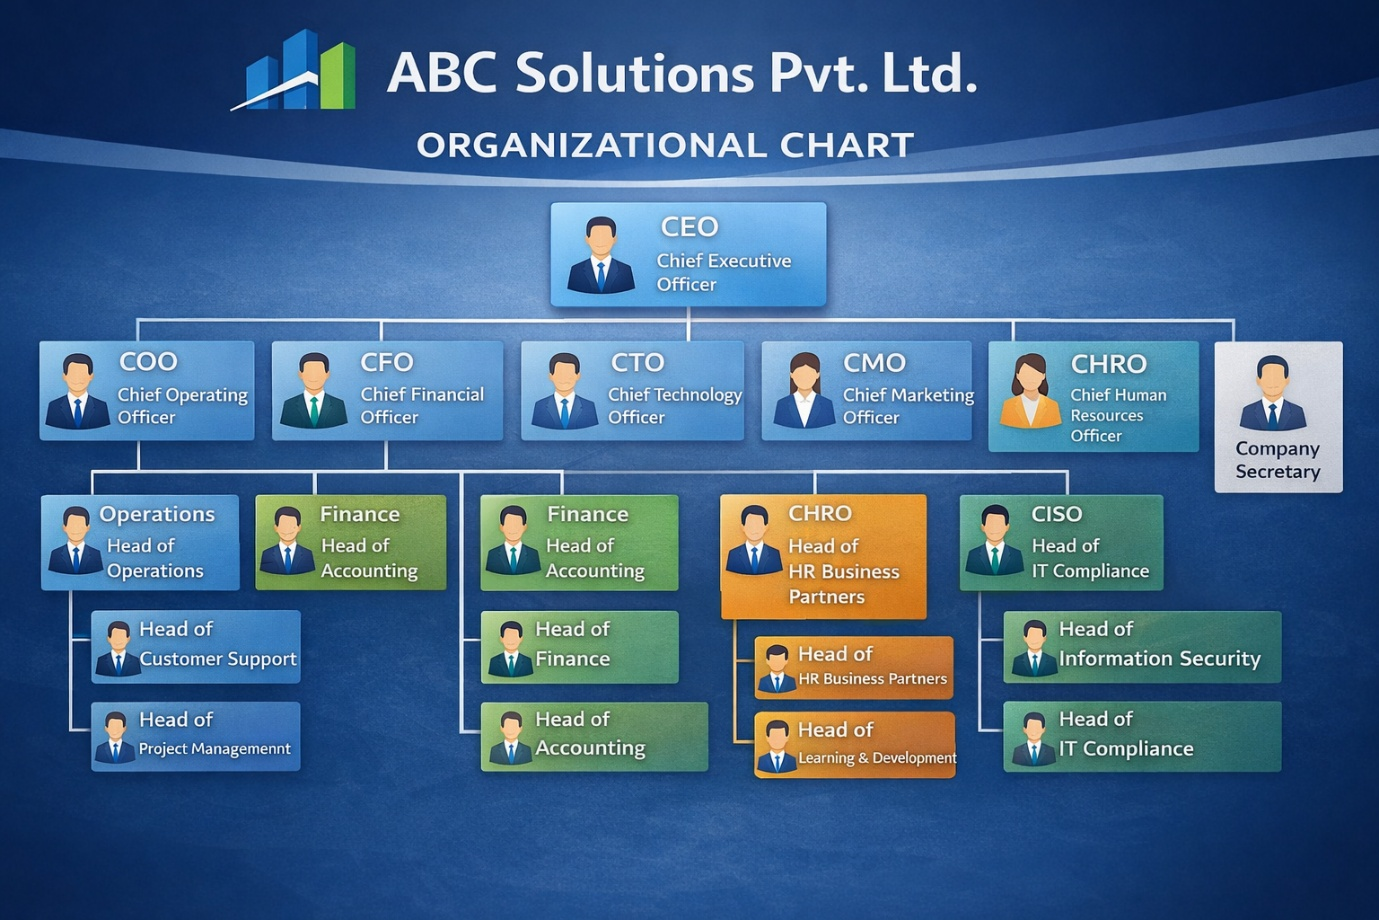 ABC Solutions Pvt. Ltd.
ORGANIZATIONAL CHART
CEO
Chief Executive
Officer
COO
Chief Operating
Officer
CFO
Chief Financial
Officer
CTO
Chief Technology
Officer
CMO
Chief Marketing
Officer
CHRO
Chief Human
Resources
Officer
Company
Secretary
Operations
Head of
Operations
Finance
Head of
Accounting
Finance
Head of
Accounting
CHRO
Head of
HR Business
Partners
CISO
Head of
IT Compliance
Head of
Customer Support
Head of
Project Managemennt
Head of
Finance
Head of
Accounting
Head of
HR Business Partners
Head of
Learning & Development
Head of
Information Security
Head of
IT Compliance